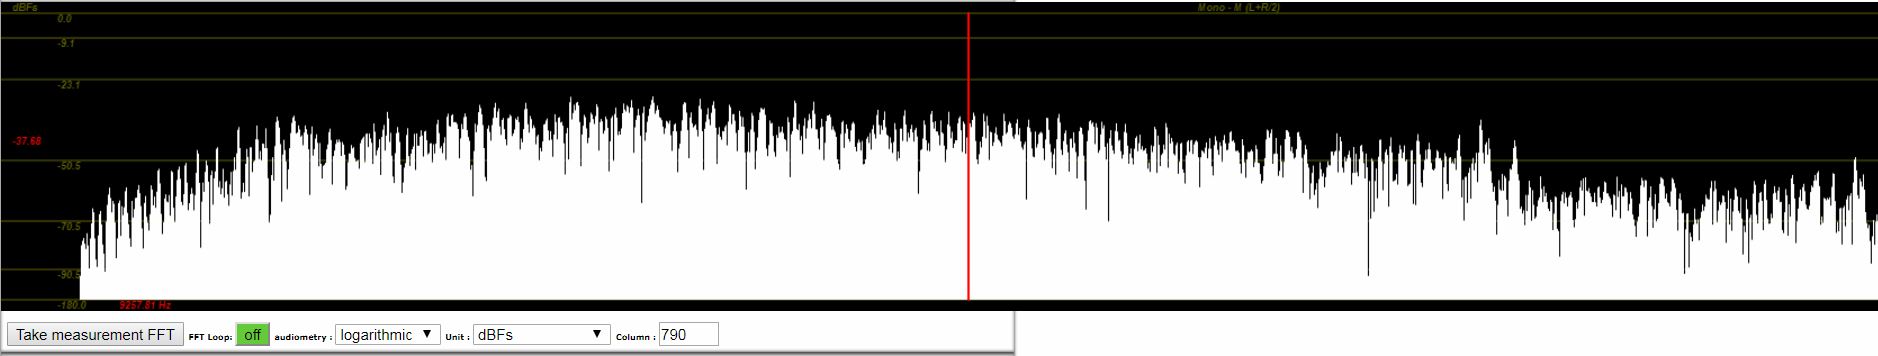 dBFs
Mono - M (L+R/2)
0.0
-9.1
-23.1
-37.68
-50.5
-70.5
-90.5
-180.0
9257.81 Hz
Take measurement FFT FFT Loop: off audiometry : logarithmic ▼ Unit : dBFs ▼ Column : 790